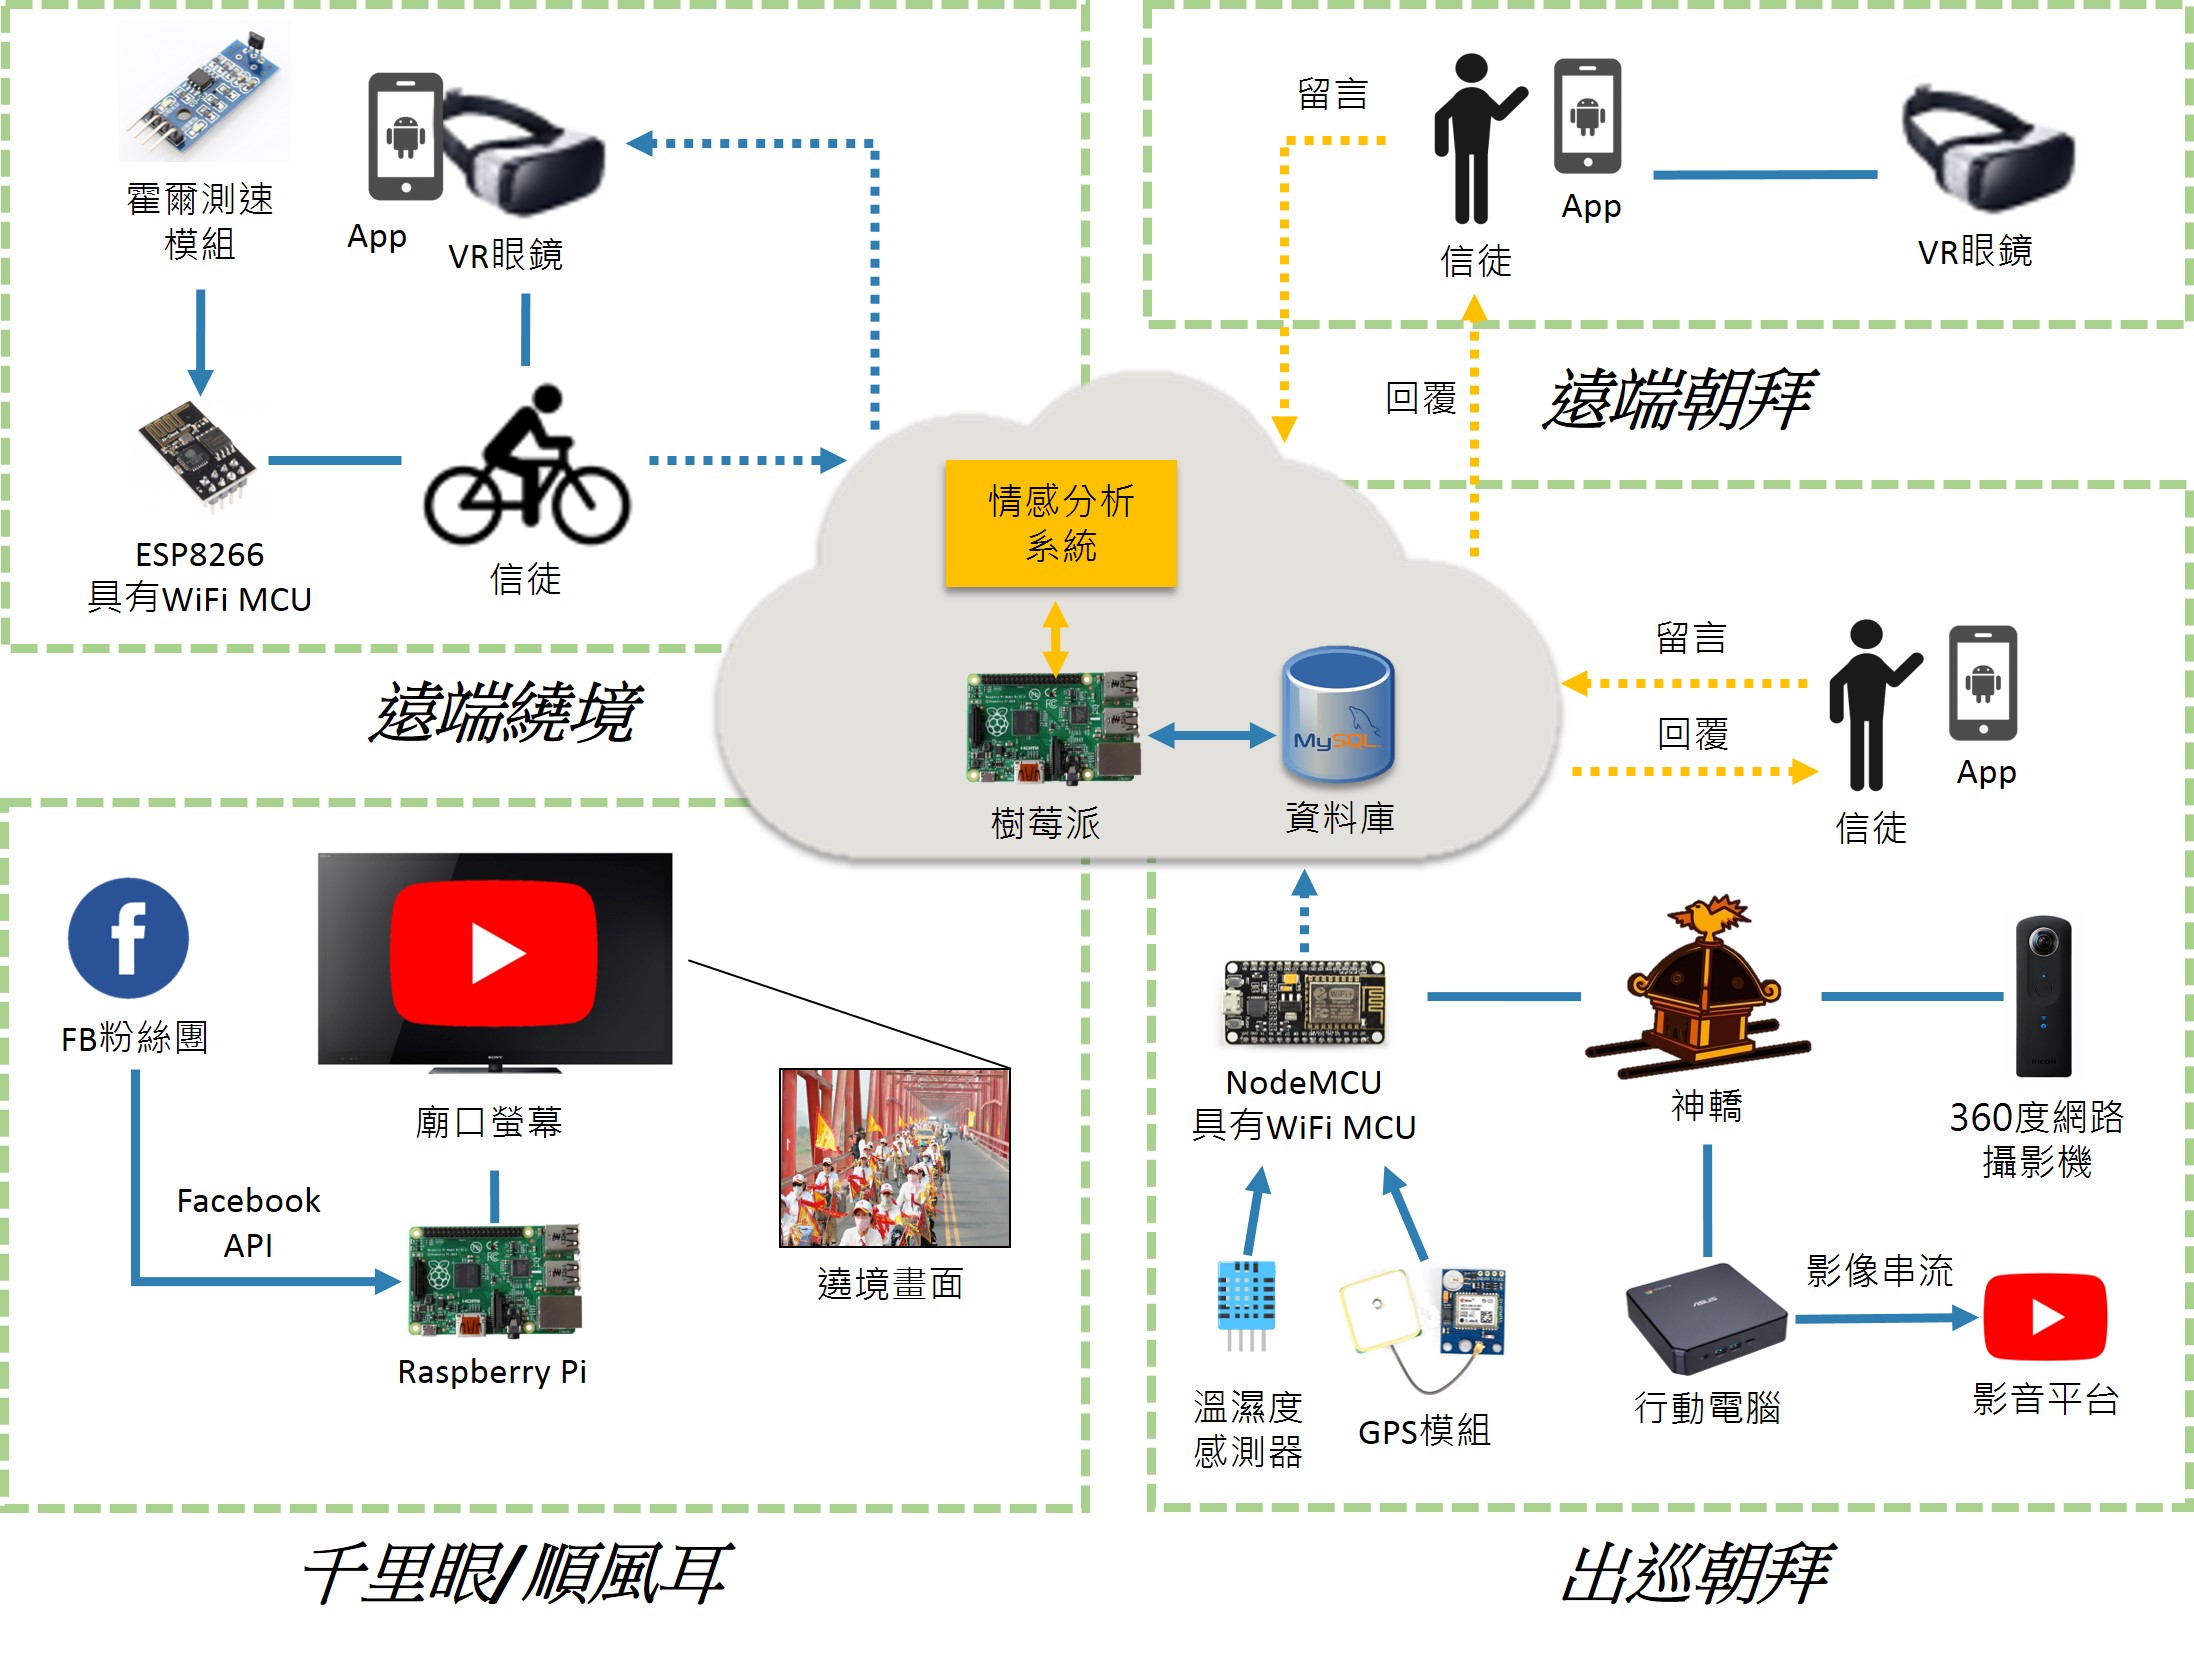 霍爾測速
模組
App
VR眼鏡
ESP8266
具有WiFi MCU
信徒
遠端繞境
留言
信徒
App
VR眼鏡
回覆
遠端朝拜
情感分析
系統
樹莓派
MySQL
資料庫
留言
回覆
信徒
App
FB粉絲團
SONY
廟口螢幕
Facebook
API
Raspberry Pi
遶境畫面
千里眼/順風耳
WiFi
NodeMCU
具有WiFi MCU
神轎
RICOH
360度網路
攝影機
溫濕度
感測器
GPS模組
ASUS
行動電腦
影像串流
影音平台
出巡朝拜